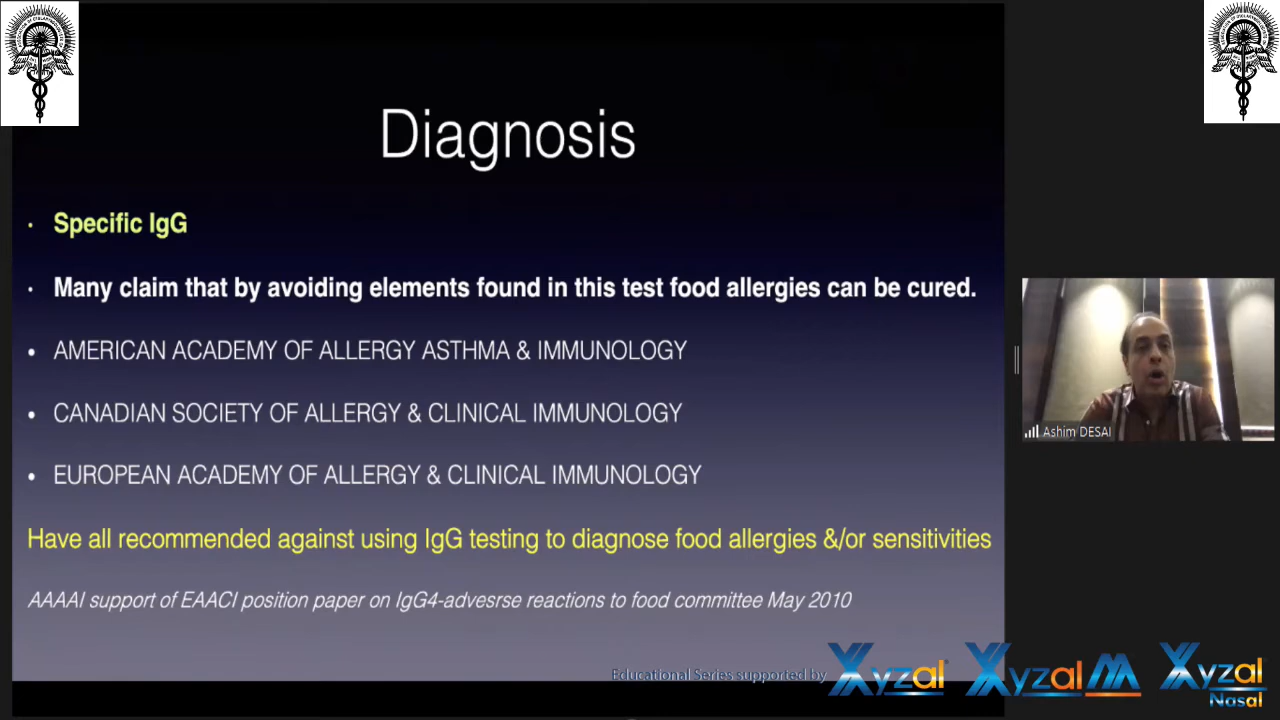 Diagnosis
· Specific IgG
· Many claim that by avoiding elements found in this test food allergies can be cured.
• AMERICAN ACADEMY OF ALLERGY ASTHMA & IMMUNOLOGY
• CANADIAN SOCIETY OF ALLERGY & CLINICAL IMMUNOLOGY
• EUROPEAN ACADEMY OF ALLERGY & CLINICAL IMMUNOLOGY
Have all recommended against using IgG testing to diagnose food allergies &/or sensitivities
AAAAI support of EAACI position paper on IgG4-advesrse reactions to food committee May 2010
Ashim DESAI
Educational Series supported by
Xyzal
Xyzal M
Xyzal
Nasal